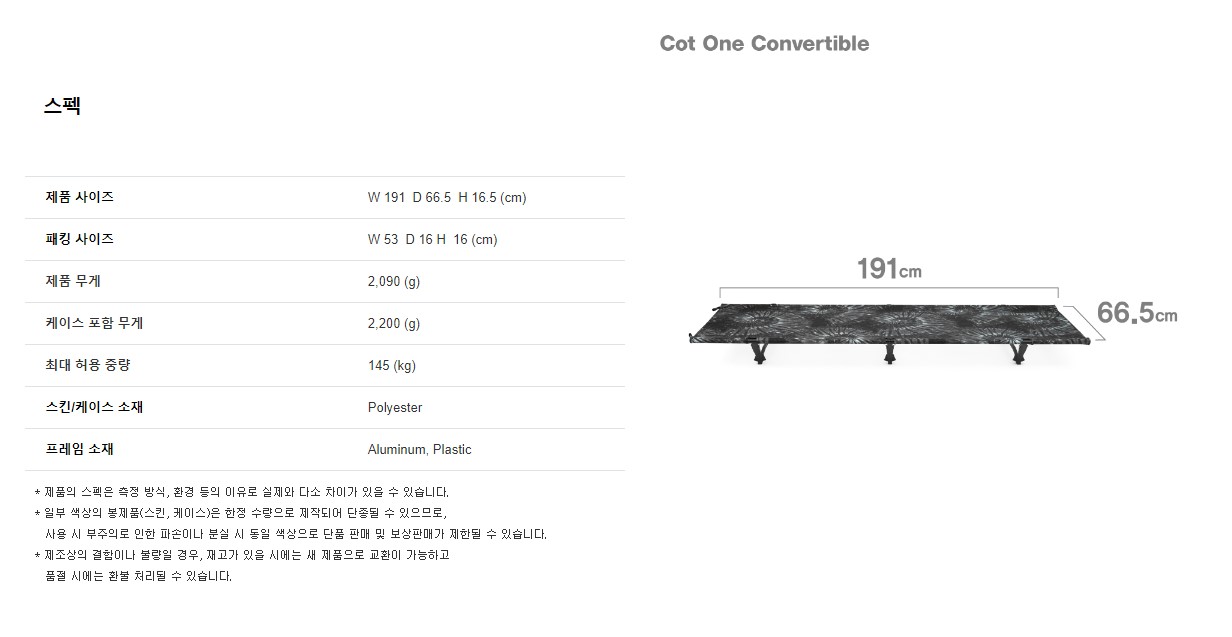 Cot One Convertible
스펙
제품 사이즈 W 191 D 66.5 H 16.5 (cm)
패킹 사이즈 W 53 D 16 H 16 (cm)
제품 무게 2,090 (g)
케이스 포함 무게 2,200 (g)
최대 허용 중량 145 (kg)
스킨/케이스 소재 Polyester
프레임 소재 Aluminum, Plastic
* 제품의 스펙은 측정 방식, 환경 등의 이유로 실제와 다소 차이가 있을 수 있습니다.
* 일부 색상의 봉제품(스킨, 케이스)은 한정 수량으로 제작되어 단종될 수 있으므로,
사용 시 부주의로 인한 파손이나 분실 시 동일 색상으로 단품 판매 및 보상판매가 제한될 수 있습니다.
* 제조상의 결함이나 불량일 경우, 재고가 있을 시에는 새 제품으로 교환이 가능하고
품절 시에는 환불 처리될 수 있습니다.
191cm
66.5cm